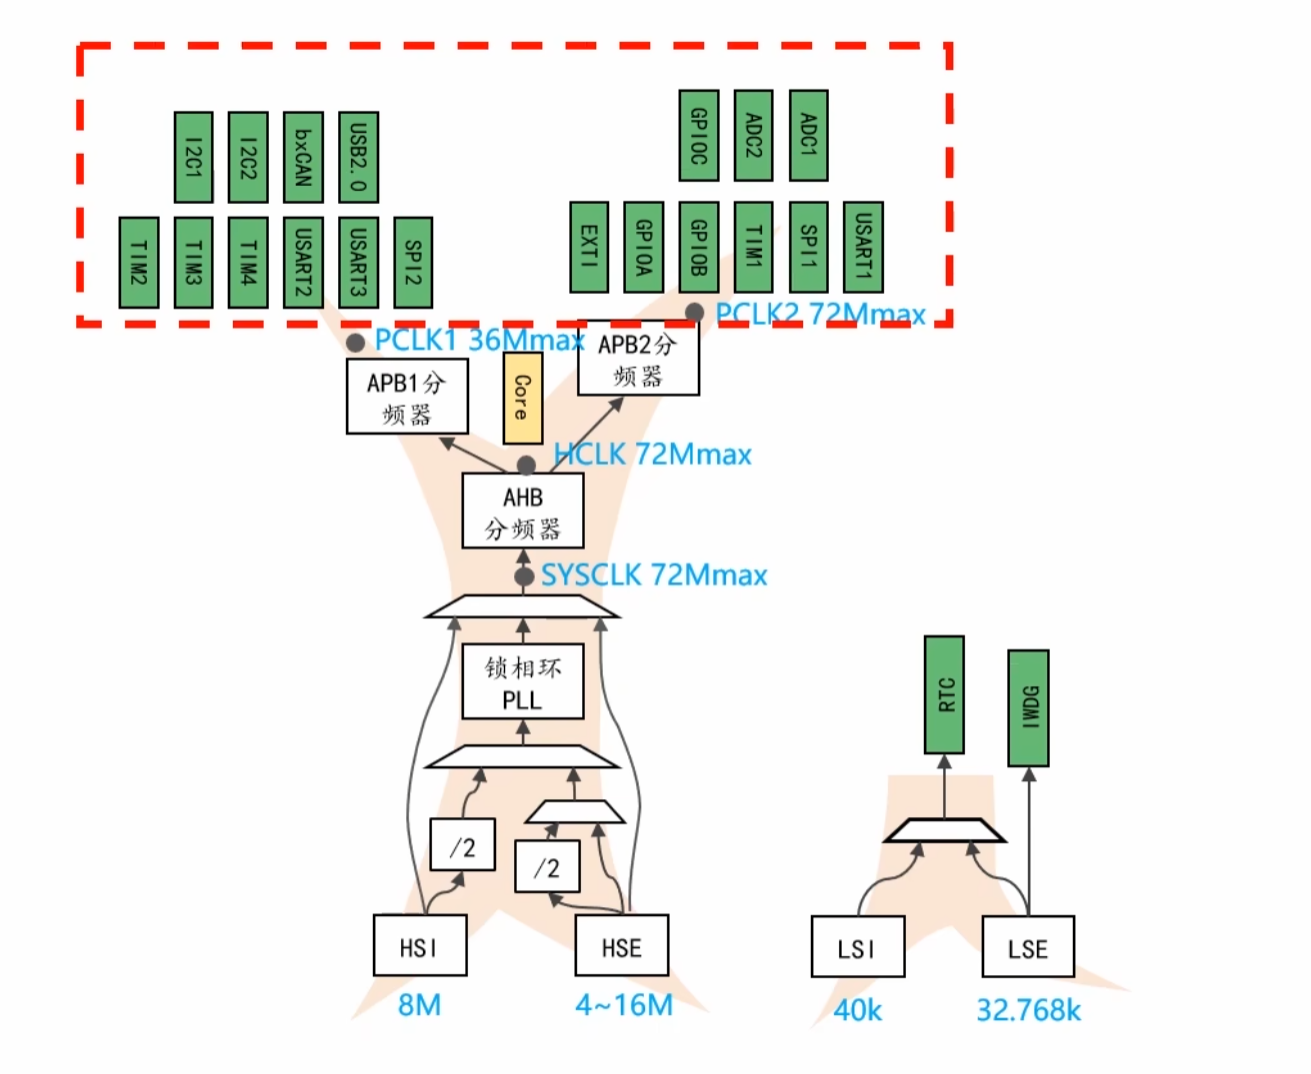 GPIOC
ADC2
ADC1
I2C1
I2C2
bxCAN
USB2.0
EXTI
GPIOA
GPIOB
TIM1
SPI1
USART1
TIM2
TIM3
TIM4
USART2
USART3
SPI2
PCLK2 72Mmax
PCLK1 36Mmax
APB2分
频器
APB1分
频器
Core
HCLK 72Mmax
AHB
分频器
SYSCLK 72Mmax
锁相环
PLL
RTC
IWDG
/2
/2
HSI
HSE
LSI
LSE
8M
4~16M
40k
32.768k